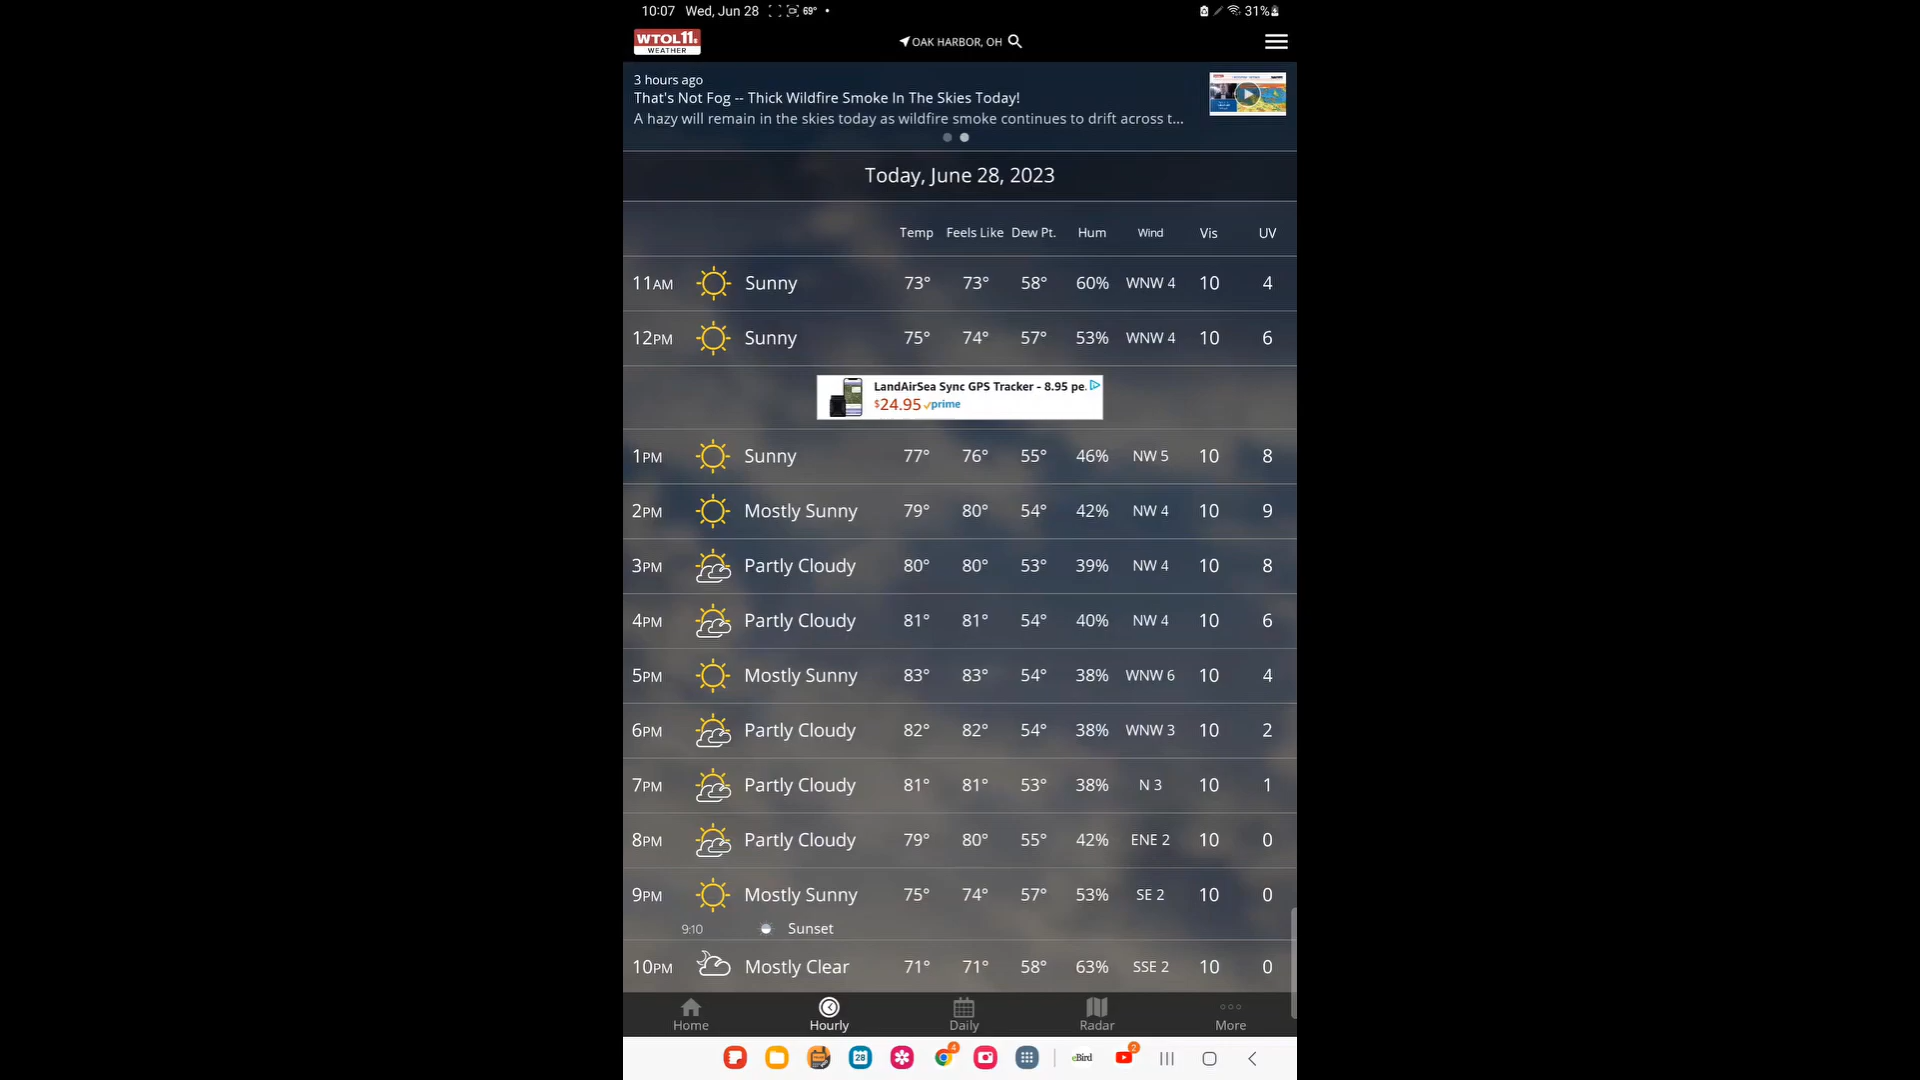 10:07 Wed, Jun 28 69° •
31%
WTOL 11
WEATHER
OAK HARBOR, OH
3 hours ago
That's Not Fog -- Thick Wildfire Smoke In The Skies Today!
A hazy will remain in the skies today as wildfire smoke continues to drift across t...
Today, June 28, 2023
Temp Feels Like Dew Pt. Hum Wind Vis UV
11AM Sunny 73° 73° 58° 60% WNW 4 10 4
12PM Sunny 75° 74° 57° 53% WNW 4 10 6
LandAirSea Sync GPS Tracker - 8.95 pe.
$24.95 prime
1PM Sunny 77° 76° 55° 46% NW 5 10 8
2PM Mostly Sunny 79° 80° 54° 42% NW 4 10 9
3PM Partly Cloudy 80° 80° 53° 39% NW 4 10 8
4PM Partly Cloudy 81° 81° 54° 40% NW 4 10 6
5PM Mostly Sunny 83° 83° 54° 38% WNW 6 10 4
6PM Partly Cloudy 82° 82° 54° 38% WNW 3 10 2
7PM Partly Cloudy 81° 81° 53° 38% N 3 10 1
8PM Partly Cloudy 79° 80° 55° 42% ENE 2 10 0
9PM Mostly Sunny 75° 74° 57° 53% SE 2 10 0
9:10 Sunset
10PM Mostly Clear 71° 71° 58° 63% SSE 2 10 0
Home Hourly Daily Radar More
28 4 eBird 2